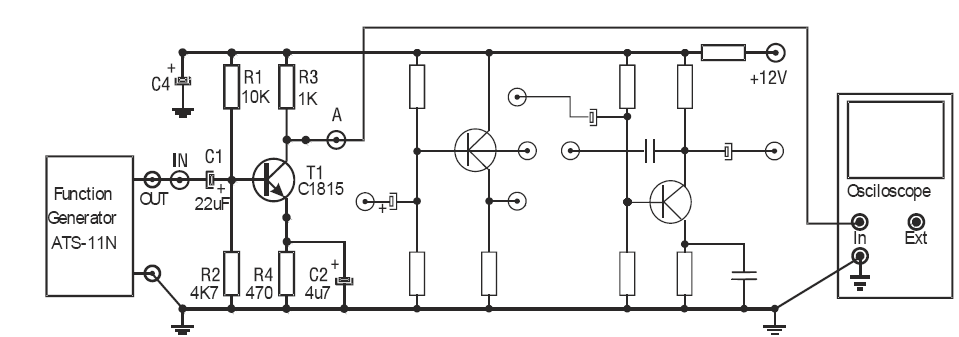 C4
+
R1
10K
R3
1K
A
+12V
Function
Generator
ATS-11N
OUT
IN
C1
+
22uF
T1
C1815
+
R2
4K7
R4
470
C2
4u7
+
Osciloscope
In
Ext